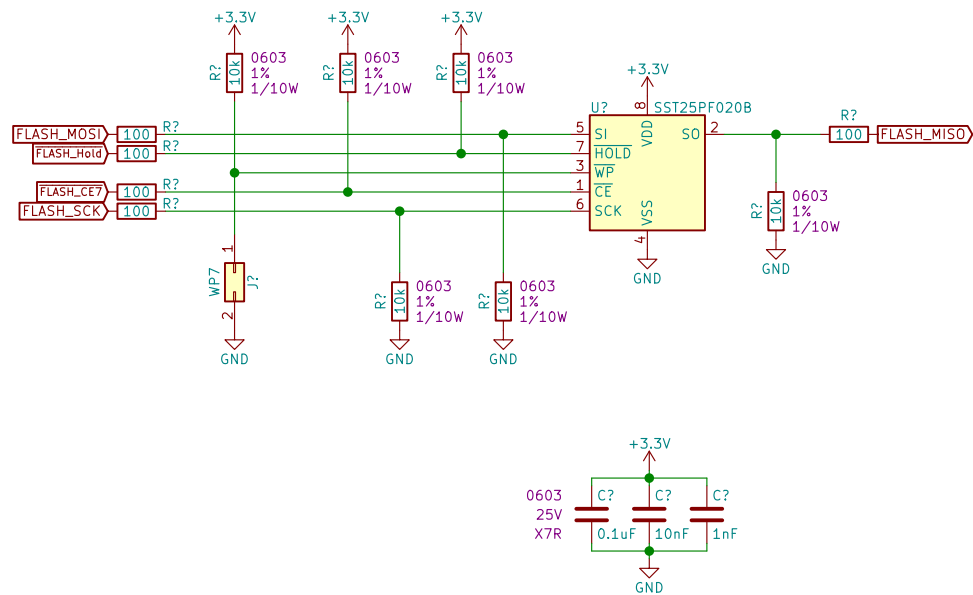 +3.3V
+3.3V
+3.3V
R?
10k
0603
1%
1/10W
R?
10k
0603
1%
1/10W
R?
10k
0603
1%
1/10W
+3.3V
U?
8
SST25PF020B
R?
FLASH_MOSI
100
R?
5
SI
VDD
SO
2
100
FLASH_MISO
FLASH_Hold
100
R?
7
HOLD
3
WP
FLASH_CE7
100
R?
1
CE
FLASH_SCK
100
R?
6
SCK
VSS
4
GND
R?
10k
0603
1%
1/10W
GND
1
WP7
J?
2
GND
R?
10k
0603
1%
1/10W
GND
R?
10k
0603
1%
1/10W
GND
+3.3V
0603
25V
X7R
C?
0.1uF
C?
10nF
C?
1nF
GND